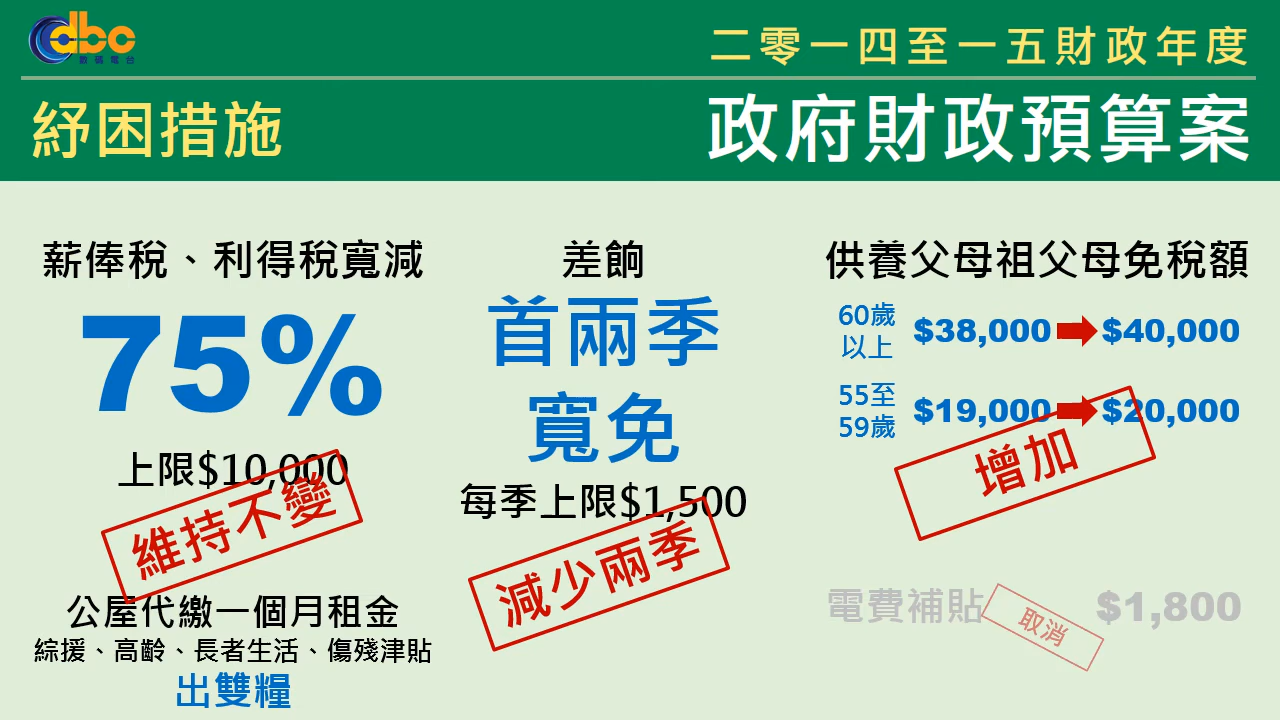 dbc
數碼電台
二零一四至一五財政年度
紓困措施
政府財政預算案
薪俸稅、利得稅寬減
75%
上限$10,000
維持不變
公屋代繳一個月租金
綜援、高齡、長者生活、傷殘津貼
出雙糧
差餉
首兩季
寬免
每季上限$1,500
減少兩季
供養父母祖父母免稅額
60歲
以上
$38,000 $40,000
55至
59歲
$19,000 $20,000
增加
電費補貼 $1,800
取消